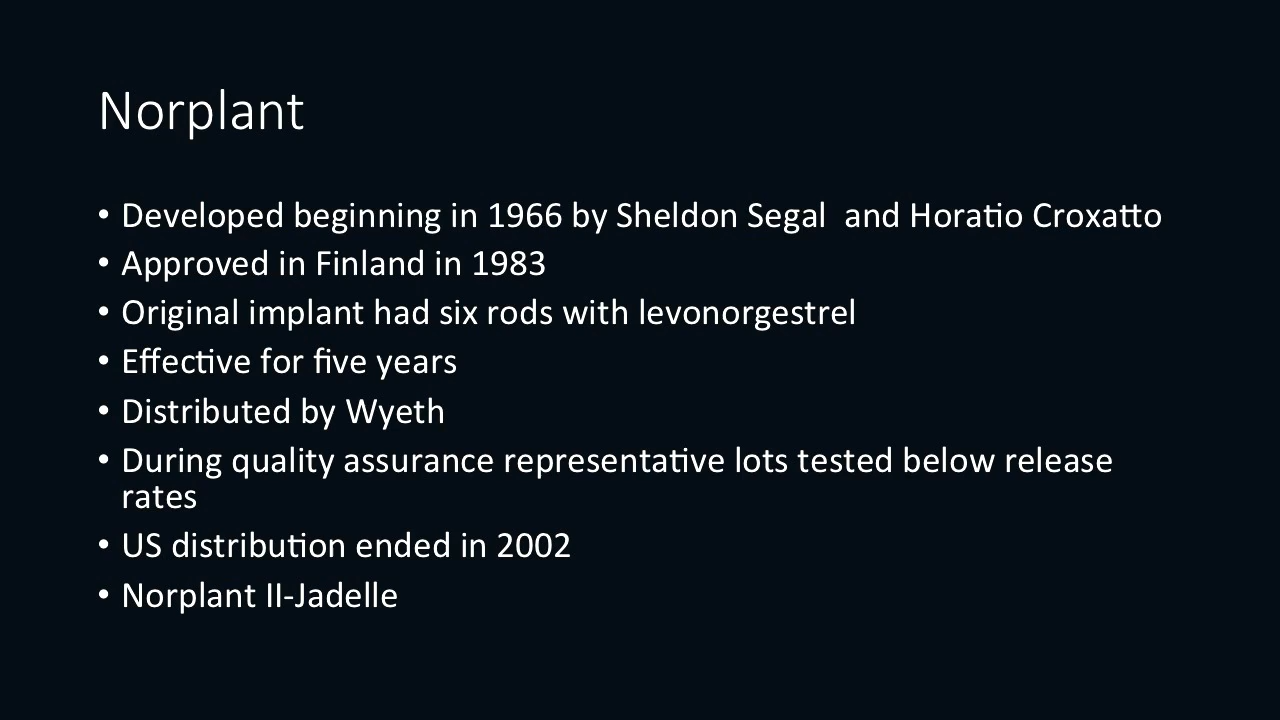 Norplant
• Developed beginning in 1966 by Sheldon Segal  and Horatio Croxatto
• Approved in Finland in 1983
• Original implant had six rods with levonorgestrel
• Effective for five years
• Distributed by Wyeth
• During quality assurance representative lots tested below release
rates
• US distribution ended in 2002
• Norplant II-Jadelle